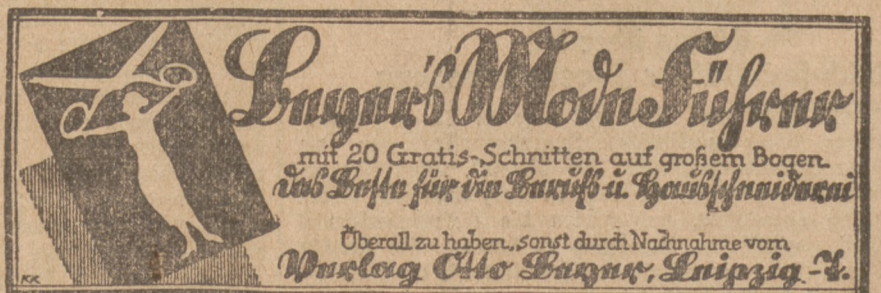 Beyer's Mode Führer
mit 20 Gratis-Schnitten auf großem Bogen
das Beste für die Berufs u. Hausschneiderei
Überall zu haben, sonst durch Nachnahme vom
Verlag Otto Beyer, Leipzig-T.
KK